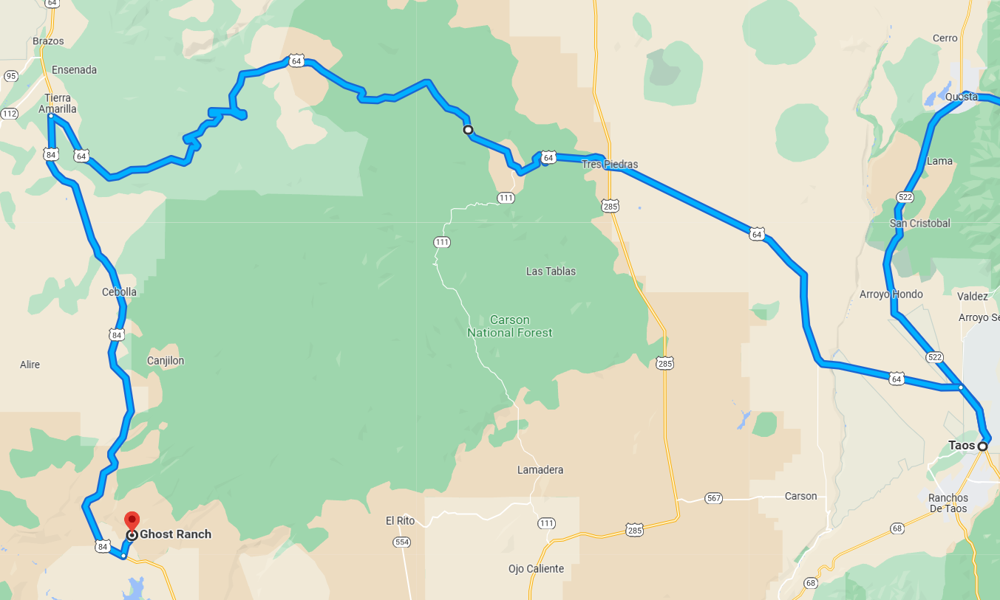 64
Brazos
Cerro
64
95
Ensenada
Tierra
Amarilla
Questa
112
84
64
64
Tres Piedras
Lama
111
285
522
San Cristobal
64
111
Las Tablas
Cebolla
Arroyo Hondo
Valdez
Arroyo Se
Carson
National Forest
84
Canjilon
Alire
285
522
64
Taos
Lamadera
567
Carson
Ranchos
De Taos
El Rito
111
285
68
Ghost Ranch
554
84
Ojo Caliente
68